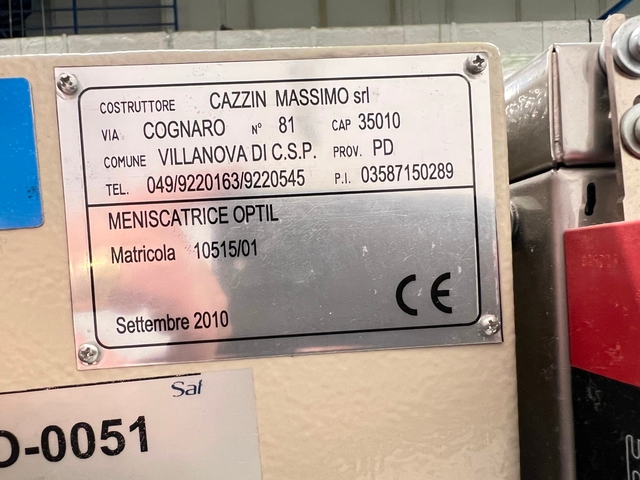 COSTRUTTORE CAZZIN MASSIMO srl
VIA COGNARO N° 81 CAP 35010
COMUNE VILLANOVA DI C.S.P. PROV. PD
TEL. 049/9220163/9220545 P.I. 03587150289
MENISCATRICE OPTIL
Matricola 10515/01
CE
Settembre 2010
Saf
O-0051